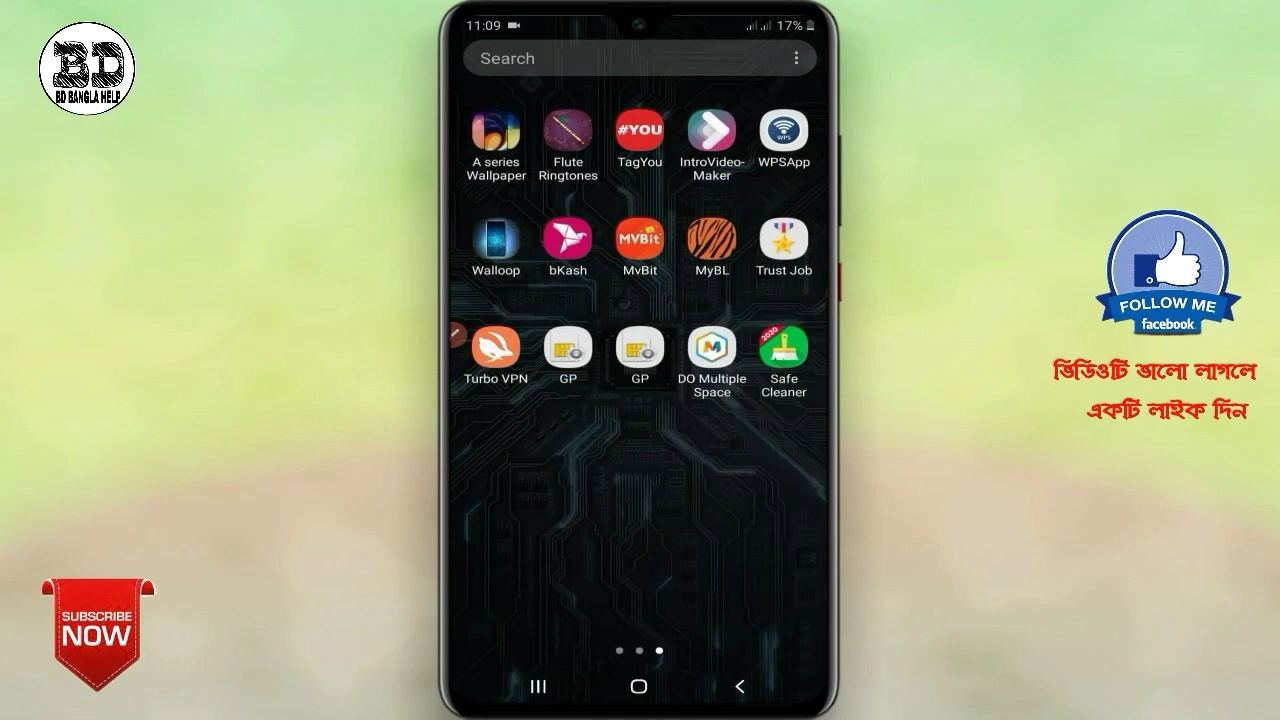 BD
BD BANGLA HELP
11:09
17%
Search
#YOU
WPS
A series
Wallpaper
Flute
Ringtones
TagYou
IntroVideo-
Maker
WPSApp
MVBit
Walloop
bKash
MvBit
MyBL
Trust Job
2020
Turbo VPN
GP
GP
DO Multiple
Space
Safe
Cleaner
FOLLOW ME
facebook
ভিডিওটি ভালো লাগলে
একটি লাইক দিন
SUBSCRIBE
NOW